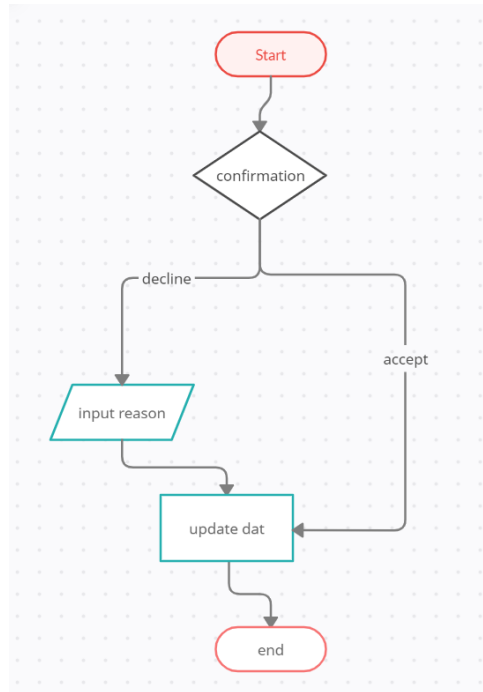 Start
confirmation
decline
accept
input reason
update dat
end